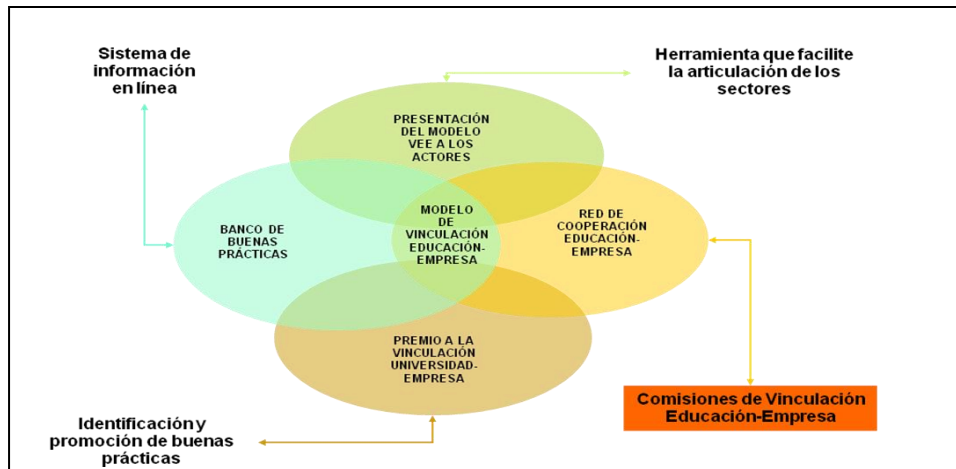 Sistema de
información
en línea
Herramienta que facilite
la articulación de los
sectores
PRESENTACIÓN
DEL MODELO
VEE A LOS
ACTORES
BANCO DE
BUENAS
PRÁCTICAS
MODELO
DE
VINCULACIÓN
EDUCACIÓN-
EMPRESA
RED DE
COOPERACIÓN
EDUCACIÓN-
EMPRESA
PREMIO A LA
VINCULACIÓN
UNIVERSIDAD-
EMPRESA
Identificación y
promoción de buenas
prácticas
Comisiones de Vinculación
Educación-Empresa